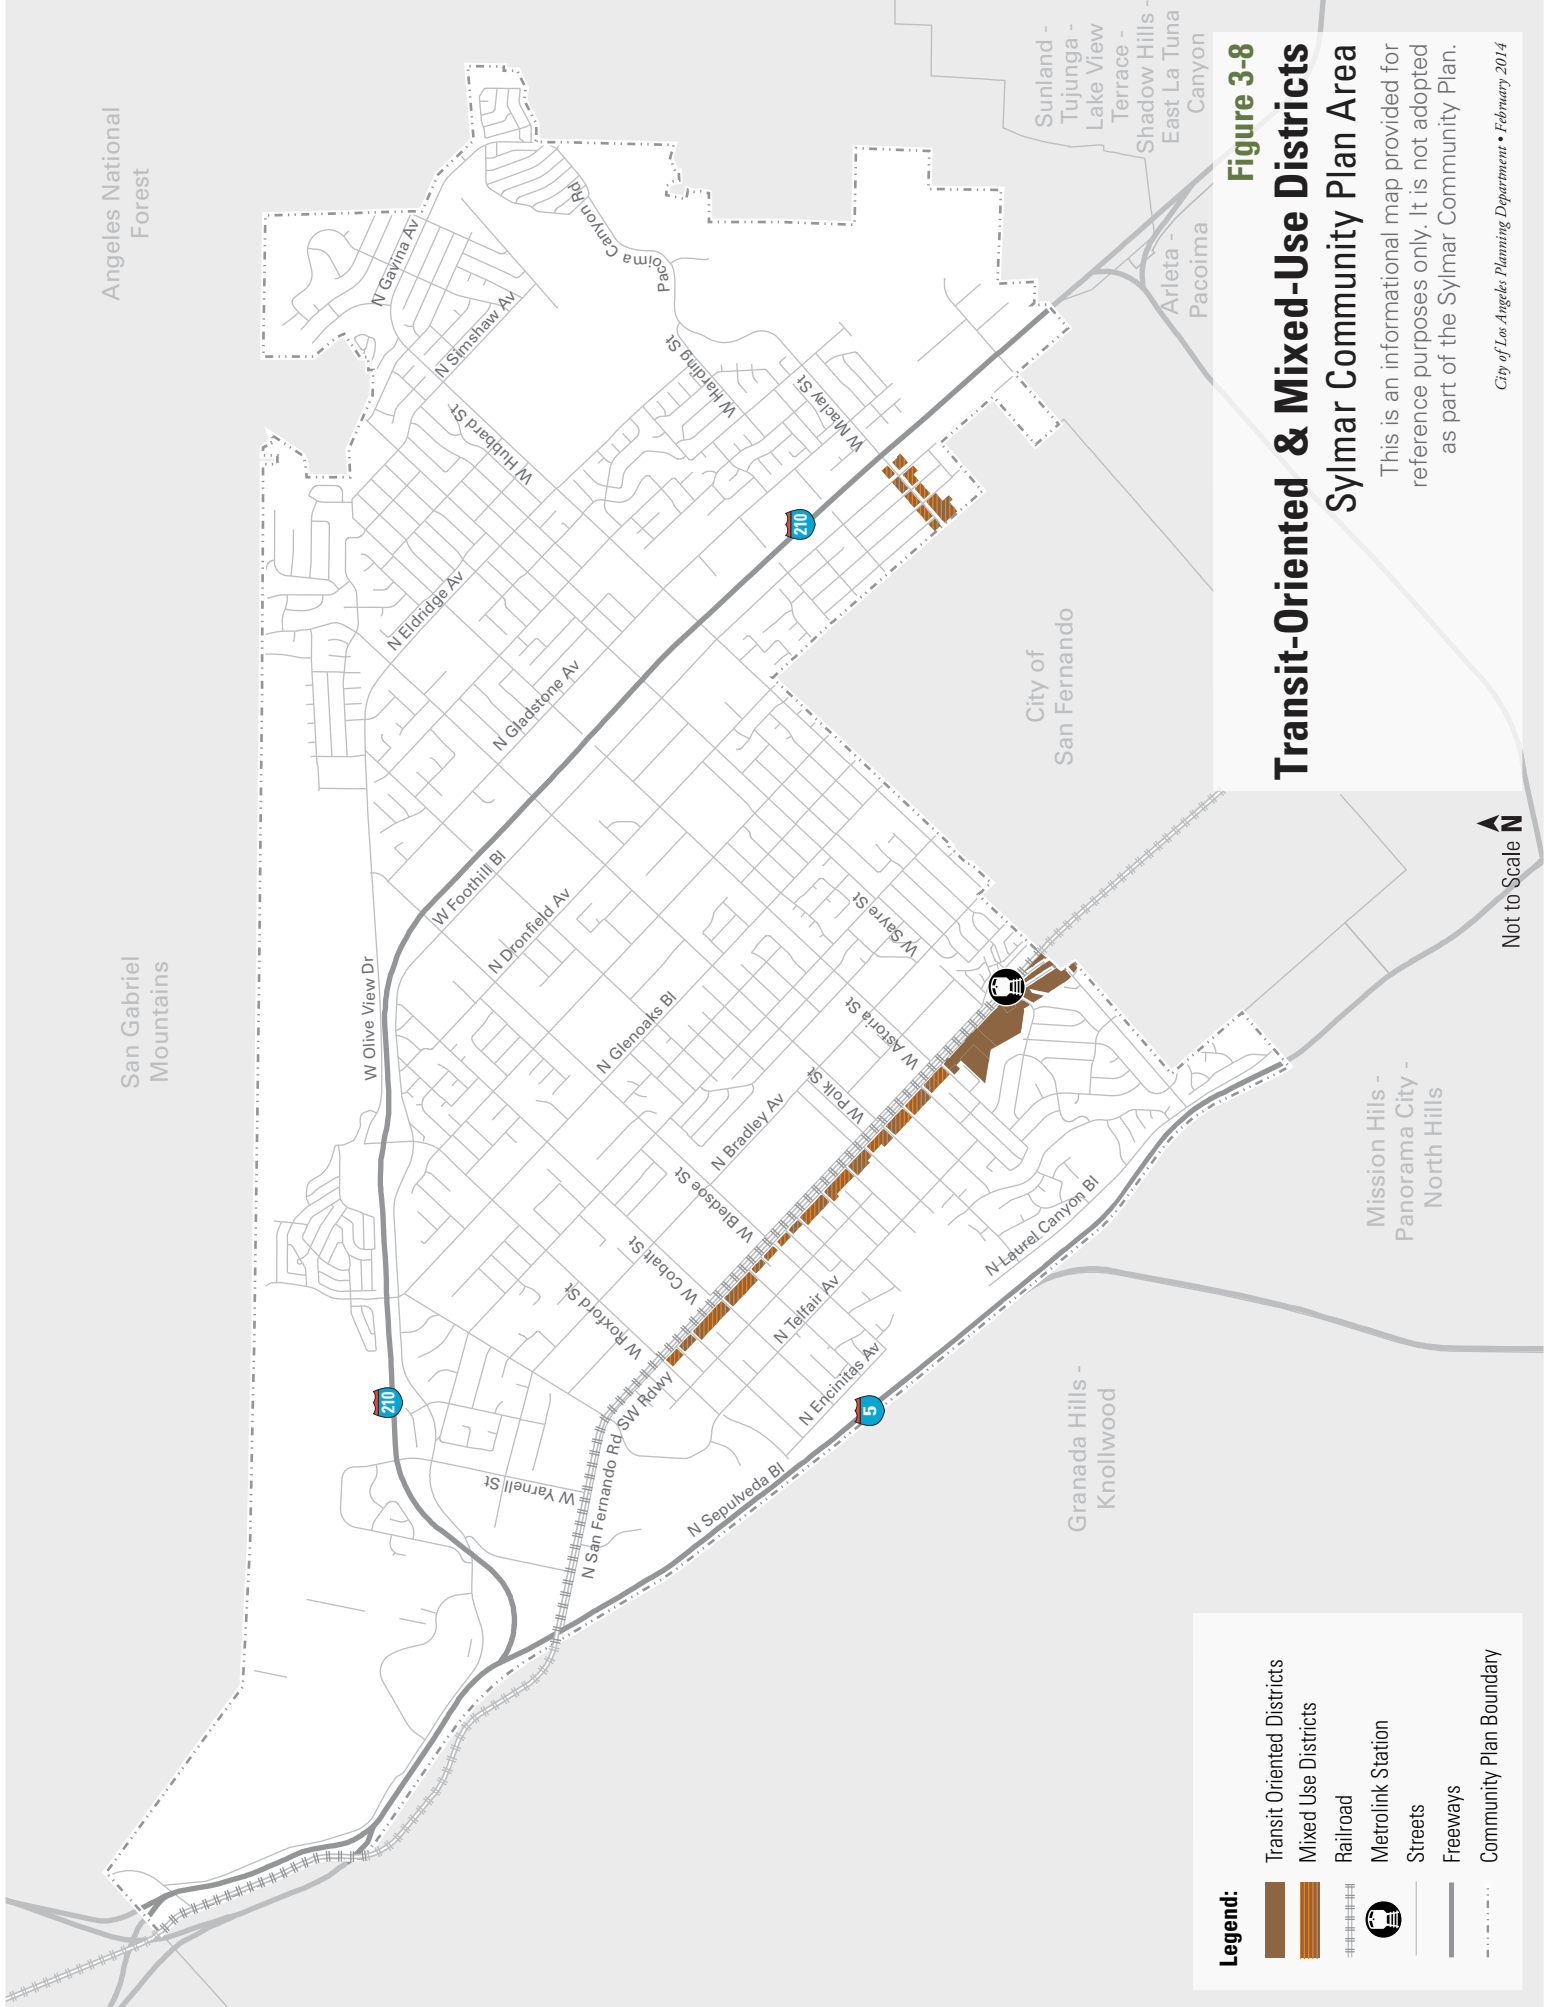 Angeles National
Forest
San Gabriel
Mountains
Sunland -
Tujunga -
Lake View
Terrace -
Shadow Hills -
East La Tuna
Canyon
Arleta -
Pacoima
City of
San Fernando
Mission Hils -
Panorama City -
North Hills
Granada Hills -
Knollwood
N Gavina Av
N Simshaw Av
Pacoima Canyon Rd
W Harding St
W Maclay St
W Hubbard St
N Eldridge Av
N Gladstone Av
W Foothill Bl
N Dronfield Av
W Olive View Dr
N Glenoaks Bl
N Bradley Av
W Sayre St
W Astoria St
W Polk St
W Bledsoe St
W Cobalt St
W Roxford St
W Yarnell St
N San Fernando Rd SW Rdwy
N Telfair Av
N Encinitas Av
N Laurel Canyon Bl
N Sepulveda Bl
210
210
5
Figure 3-8
Transit-Oriented & Mixed-Use Districts
Sylmar Community Plan Area
This is an informational map provided for
reference purposes only. It is not adopted
as part of the Sylmar Community Plan.
City of Los Angeles Planning Department • February 2014
Not to Scale N
Legend:
Transit Oriented Districts
Mixed Use Districts
Railroad
Metrolink Station
Streets
Freeways
Community Plan Boundary